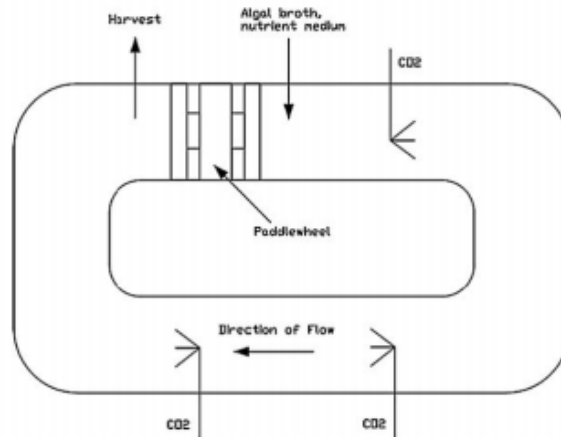 Harvest
Algal broth,
nutrient medium
CO2
Paddlewheel
Direction of Flow
CO2
CO2